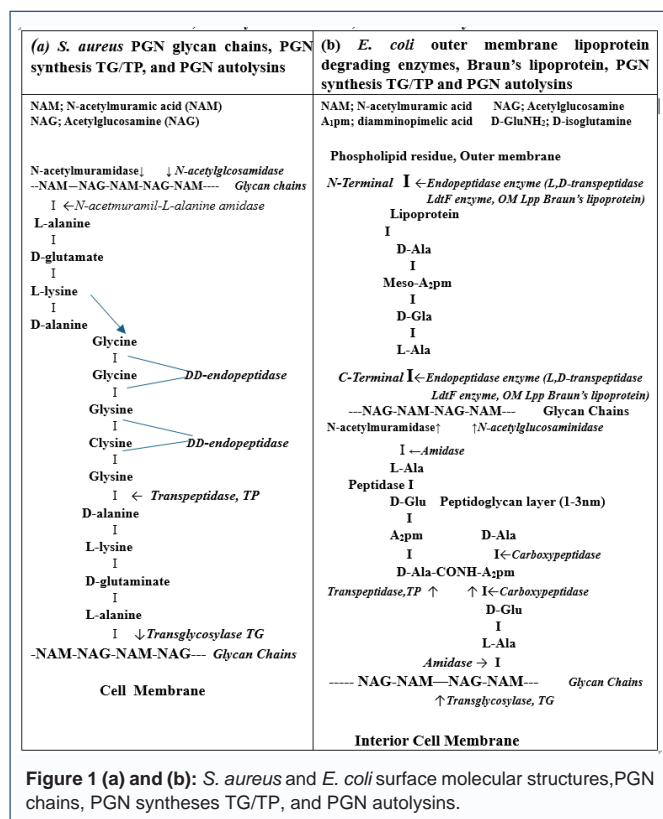 (a) S. aureus PGN glycan chains, PGN
synthesis TG/TP, and PGN autolysins
NAM; N-acetylmuramic acid (NAM)
NAG; Acetylglucosamine (NAG)
N-acetylmuramidase↓ ↓ N-acetylglcosamidase
--NAM—NAG-NAM-NAG-NAM---- Glycan chains
I ←N-acetmuramil-L-alanine amidase
L-alanine
I
D-glutamate
I
L-lysine
I
D-alanine
Glycine
I
Glycine DD-endopeptidase
I
Glysine
I
Clysine DD-endopeptidase
I
Glysine
I ← Transpeptidase, TP
D-alanine
I
L-lysine
I
D-glutaminate
I
L-alanine
I ↓Transglycosylase TG
-NAM-NAG-NAM-NAG--- Glycan Chains
Cell Membrane
(b) E. coli outer membrane lipoprotein
degrading enzymes, Braun's lipoprotein, PGN
synthesis TG/TP and PGN autolysins
NAM; N-acetylmuramic acid NAG; Acetylglucosamine
A1pm; diamminopimelic acid D-GluNH2; D-isoglutamine
Phospholipid residue, Outer membrane
N-Terminal I ←Endopeptidase enzyme (L,D-transpeptidase
LdtF enzyme, OM Lpp Braun's lipoprotein)
Lipoprotein
I
D-Ala
I
Meso-A2pm
I
D-Gla
I
L-Ala
C-Terminal I←Endopeptidase enzyme (L,D-transpeptidase
LdtF enzyme, OM Lpp Braun's lipoprotein)
---NAG-NAM-NAG-NAM--- Glycan Chains
N-acetylmuramidase↑ ↑N-acetylglucosaminidase
I ←Amidase
L-Ala
Peptidase I
D-Glu Peptidoglycan layer (1-3nm)
I
A2pm D-Ala
I I←Carboxypeptidase
D-Ala-CONH-A2pm
Transpeptidase,TP ↑ ↑ I←Carboxypeptidase
D-Glu
I
L-Ala
Amidase → I
----- NAG-NAM—NAG-NAM--- Glycan Chains
↑Transglycosylase, TG
Interior Cell Membrane
Figure 1 (a) and (b): S. aureus and E. coli surface molecular structures,PGN
chains, PGN syntheses TG/TP, and PGN autolysins.